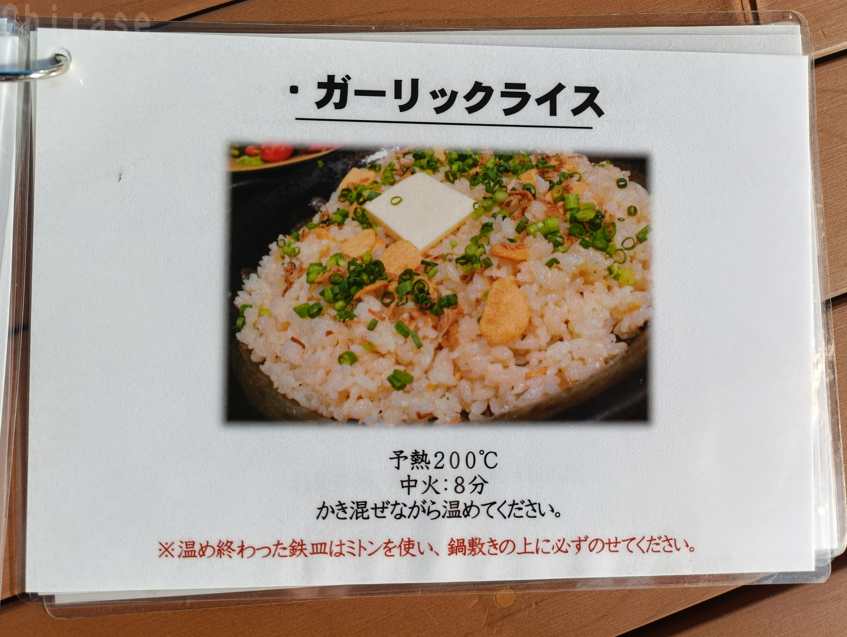 Shirase
・ガーリックライス
予熱200℃
中火：8分
かき混ぜながら温めてください。
※温め終わった鉄皿はミトンを使い、鍋敷きの上に必ずのせてください。